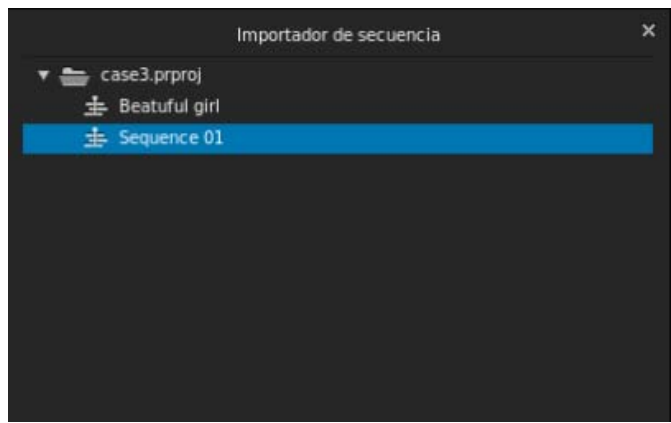 Importador de secuencia
case3.prproj
Beatuful girl
Sequence 01